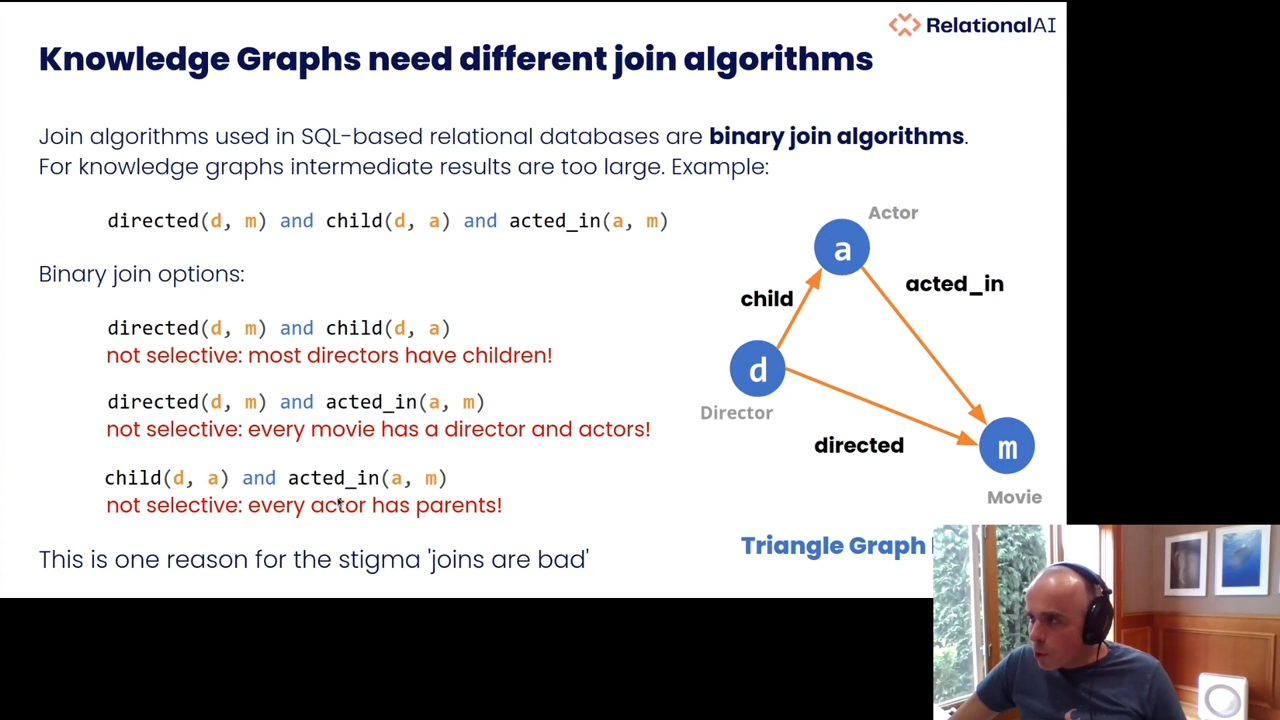 RelationalAI
Knowledge Graphs need different join algorithms
Join algorithms used in SQL-based relational databases are binary join algorithms.
For knowledge graphs intermediate results are too large. Example:
directed(d, m) and child(d, a) and acted_in(a, m)
Binary join options:
directed(d, m) and child(d, a)
not selective: most directors have children!
directed(d, m) and acted_in(a, m)
not selective: every movie has a director and actors!
child(d, a) and acted_in(a, m)
not selective: every actor has parents!
This is one reason for the stigma 'joins are bad'
Actor
a
acted_in
child
d
Director
directed
m
Movie
Triangle Graph